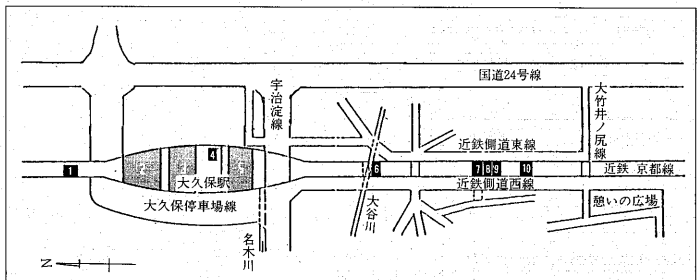 国道24号線
宇治淀線
大竹井ノ尻線
近鉄側道東線
4
1
6
7
8
9
10
近鉄 京都線
大久保駅
近鉄側道西線
大久保停車場線
大谷川
憩いの広場
名木川
N